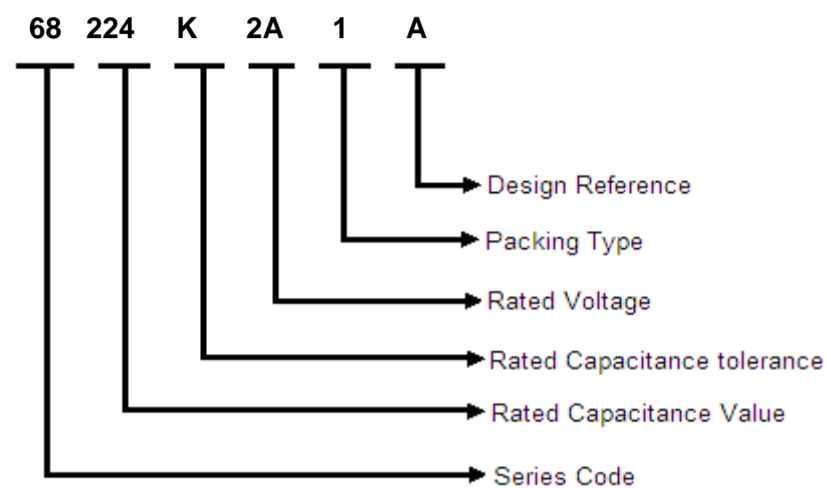 68 224 K 2A 1 A
Design Reference
Packing Type
Rated Voltage
Rated Capacitance tolerance
Rated Capacitance Value
Series Code